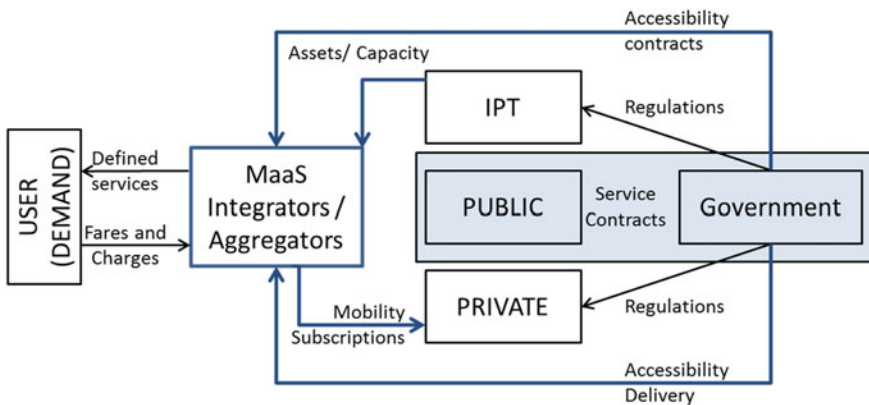 Accessibility
contracts
Assets/ Capacity
IPT
Regulations
USER
(DEMAND)
Defined
services
Fares and
Charges
MaaS
Integrators /
Aggregators
PUBLIC
Service
Contracts
Government
Mobility
Subscriptions
PRIVATE
Regulations
Accessibility
Delivery